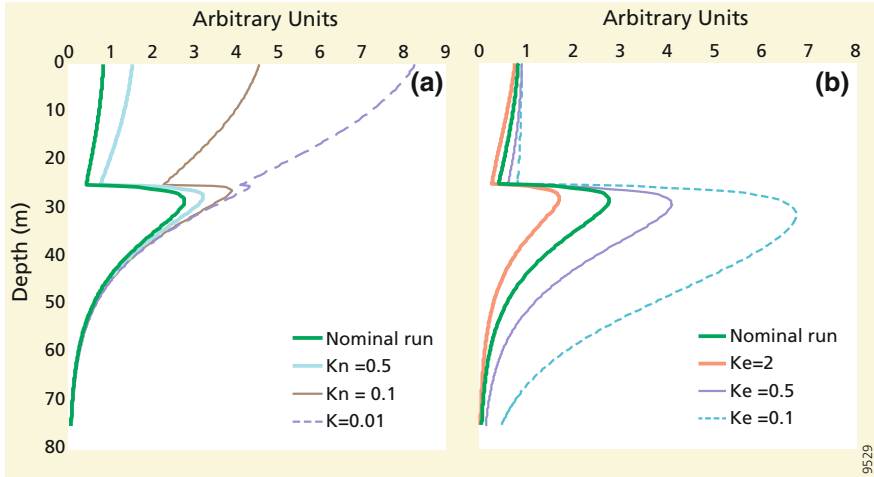 Arbitrary Units
0 1 2 3 4 5 6 7 8 9
(a)
0
10
20
30
40
50
60
70
80
Depth (m)
Nominal run
Kn =0.5
Kn = 0.1
K=0.01
Arbitrary Units
0 1 2 3 4 5 6 7 8
(b)
Nominal run
Ke=2
Ke =0.5
Ke =0.1
9529